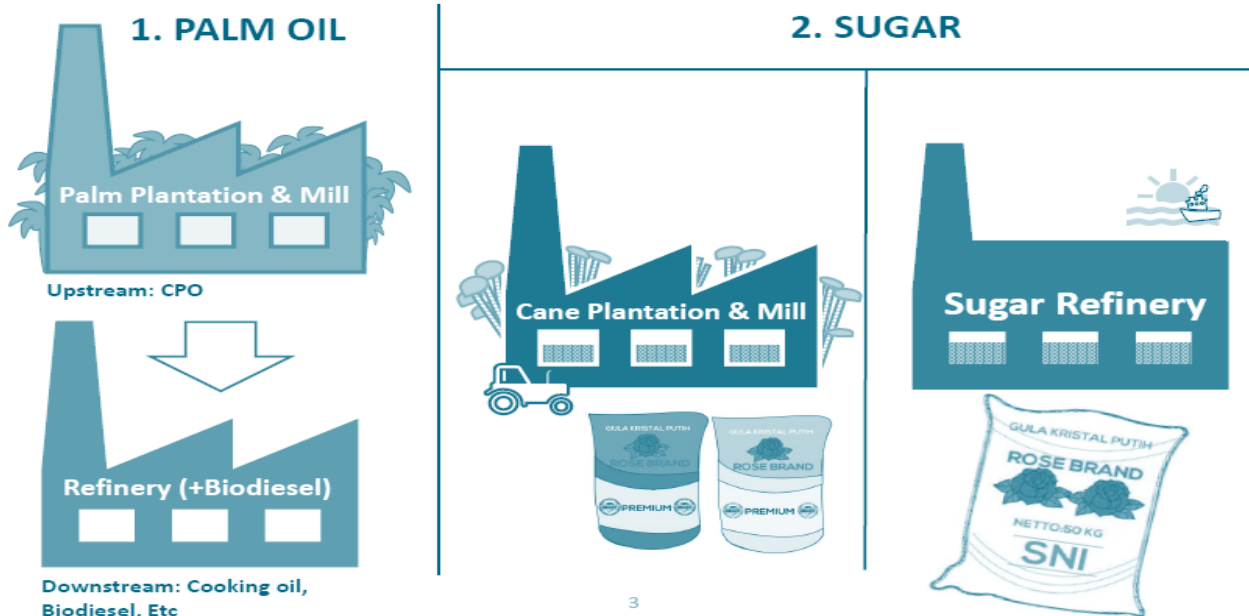 1. PALM OIL
Palm Plantation & Mill
Upstream: CPO
Refinery (+Biodiesel)
Downstream: Cooking oil,
Biodiesel, Etc
2. SUGAR
Cane Plantation & Mill
GULA KRISTAL PUTIH
ROSE BRAND
PREMIUM
GULA KRISTAL PUTIH
ROSE BRAND
PREMIUM
Sugar Refinery
GULA KRISTAL PUTIH
ROSE BRAND
NETTO:50 KG
SNI
3